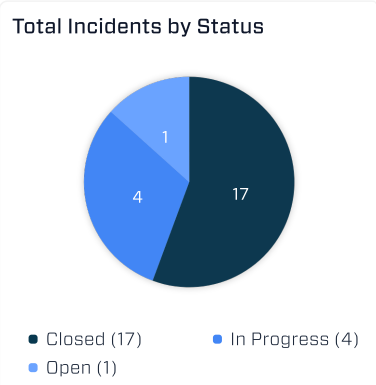 Total Incidents by Status
1
4
17
Closed (17)
In Progress (4)
Open (1)